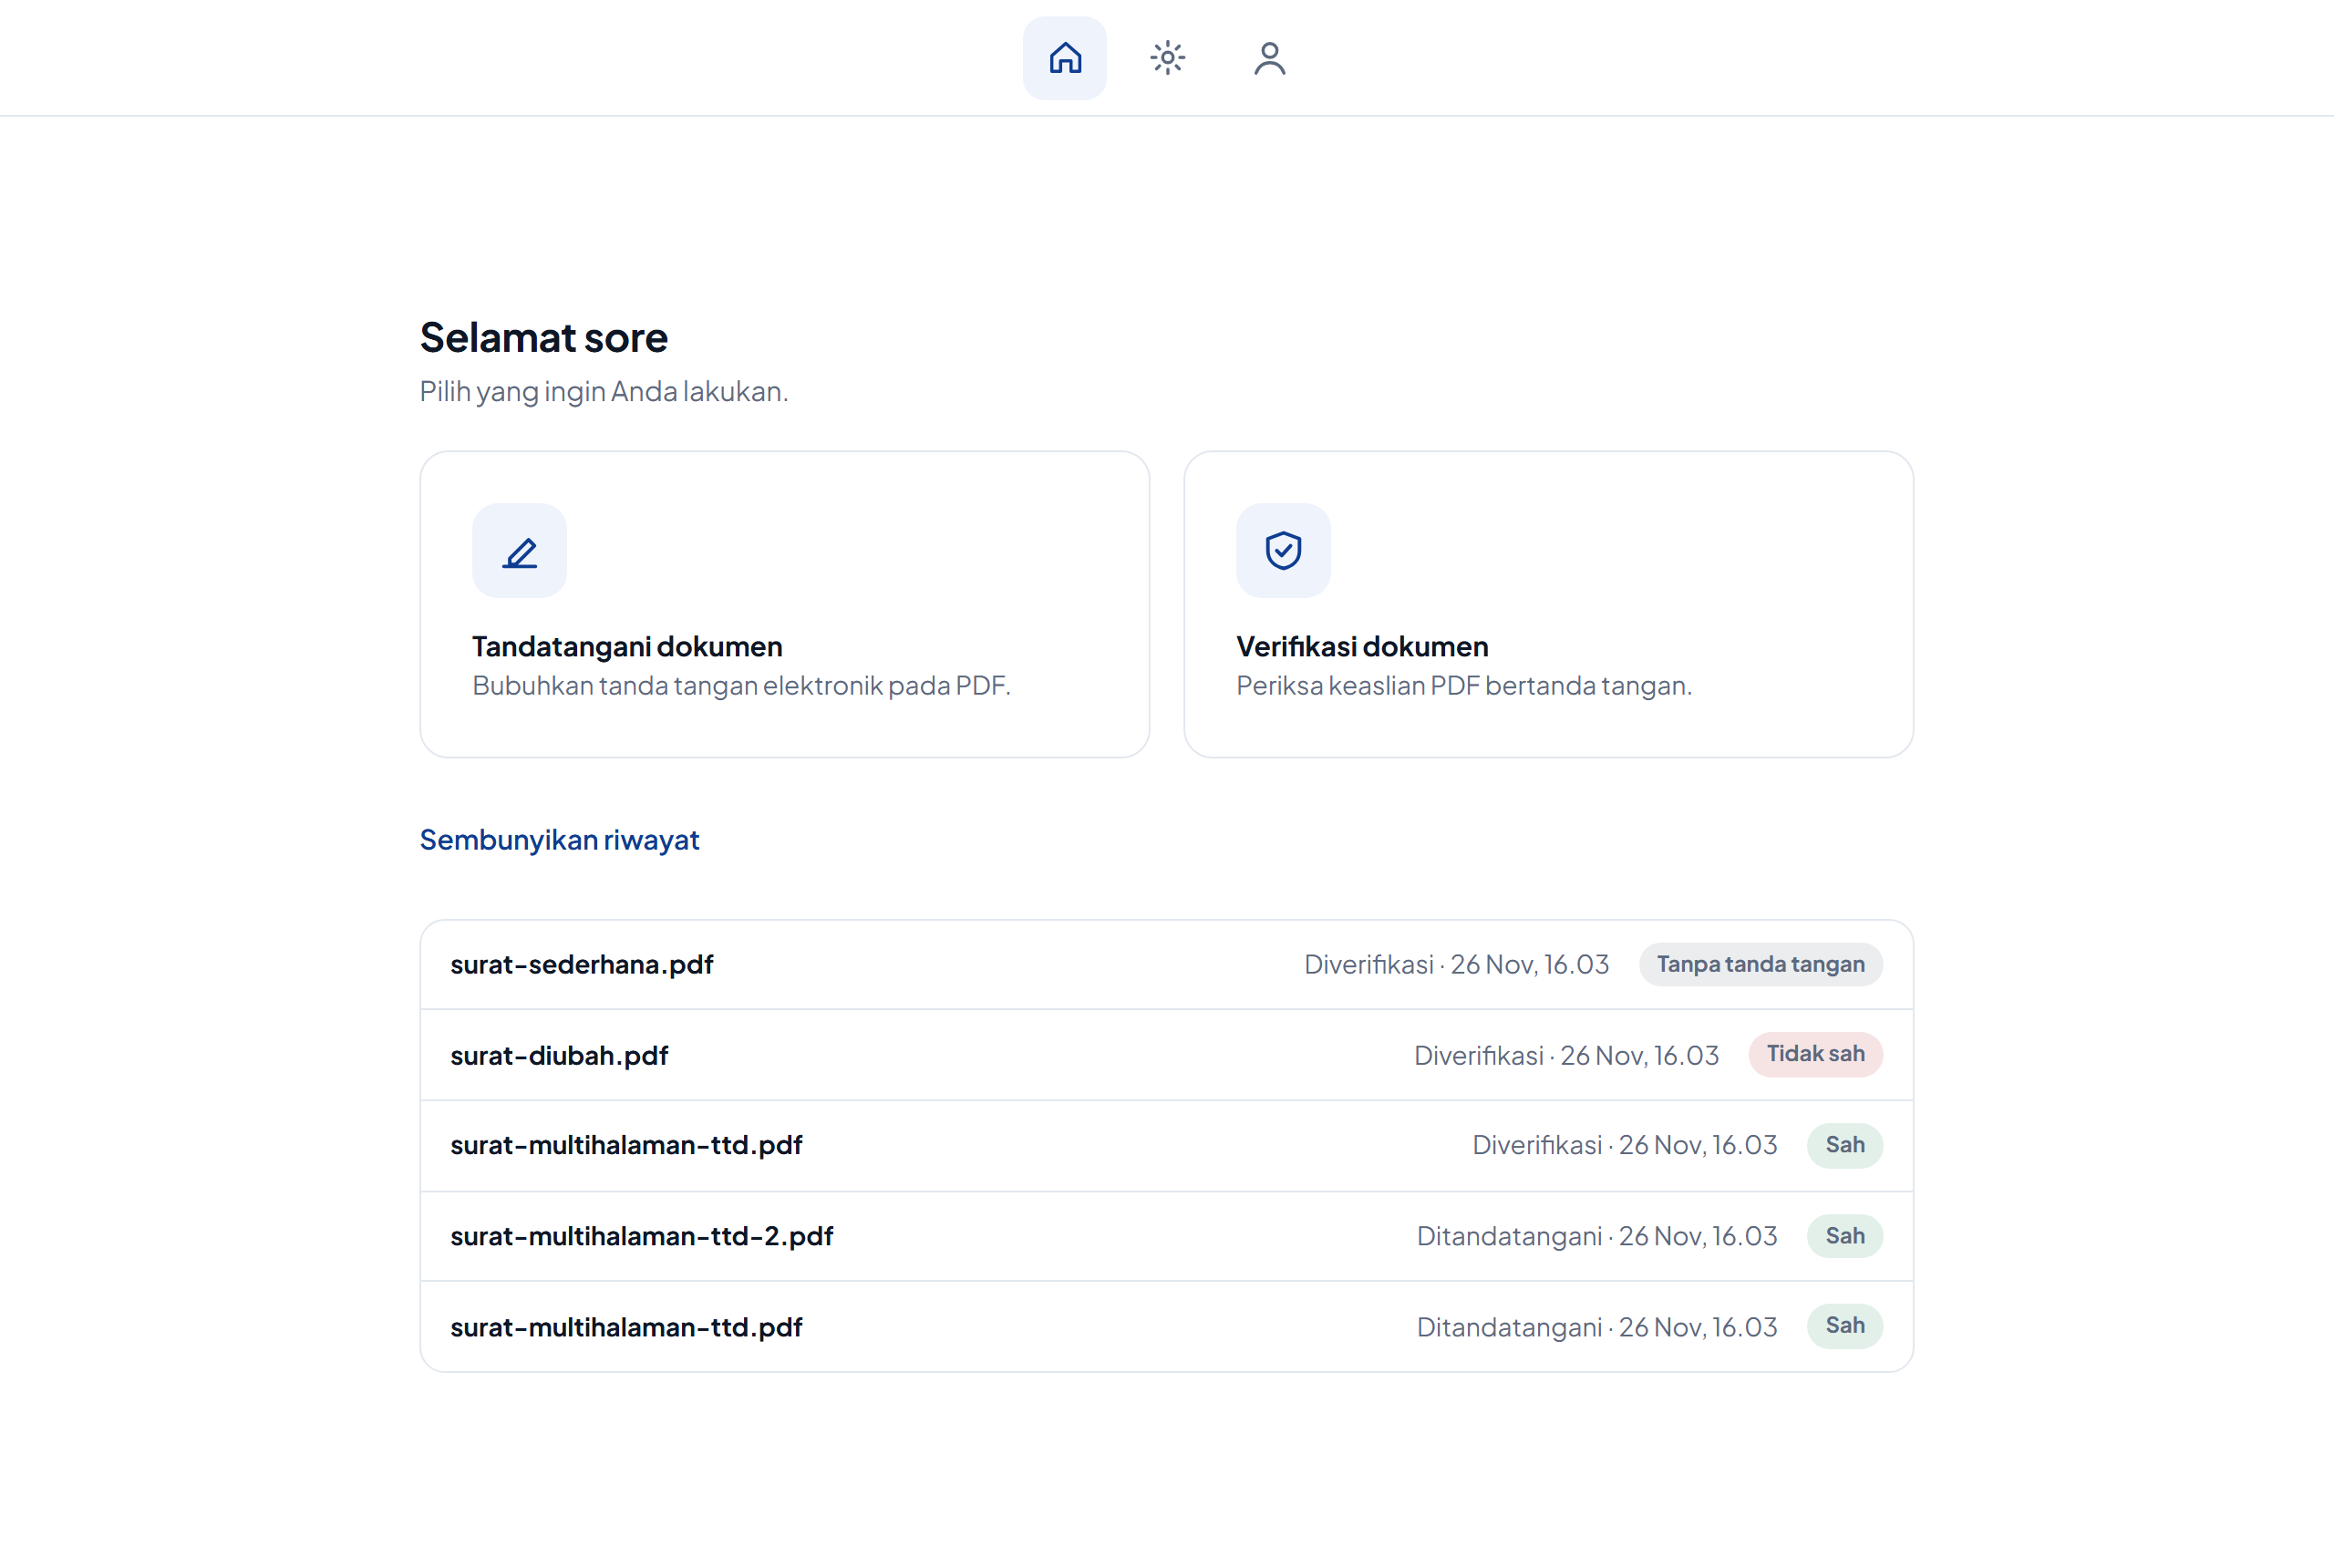 Selamat sore
Pilih yang ingin Anda lakukan.
Tandatangani dokumen
Bubuhkan tanda tangan elektronik pada PDF.
Verifikasi dokumen
Periksa keaslian PDF bertanda tangan.
Sembunyikan riwayat
surat-sederhana.pdf Diverifikasi · 26 Nov, 16.03 Tanpa tanda tangan
surat-diubah.pdf Diverifikasi · 26 Nov, 16.03 Tidak sah
surat-multihalaman-ttd.pdf Diverifikasi · 26 Nov, 16.03 Sah
surat-multihalaman-ttd-2.pdf Ditandatangani · 26 Nov, 16.03 Sah
surat-multihalaman-ttd.pdf Ditandatangani · 26 Nov, 16.03 Sah